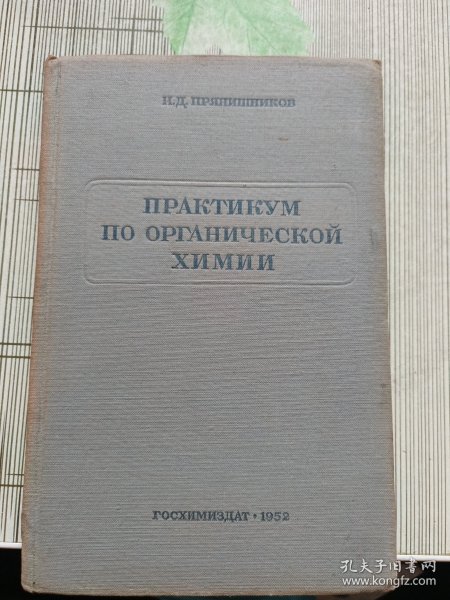 Н.Д. ПРЯНИШНИКОВ
ПРАКТИКУМ
ПО ОРГАНИЧЕСКОЙ
ХИМИИ
ГОСХИМИЗДАТ • 1952
孔夫子旧书网
www.kongfz.com